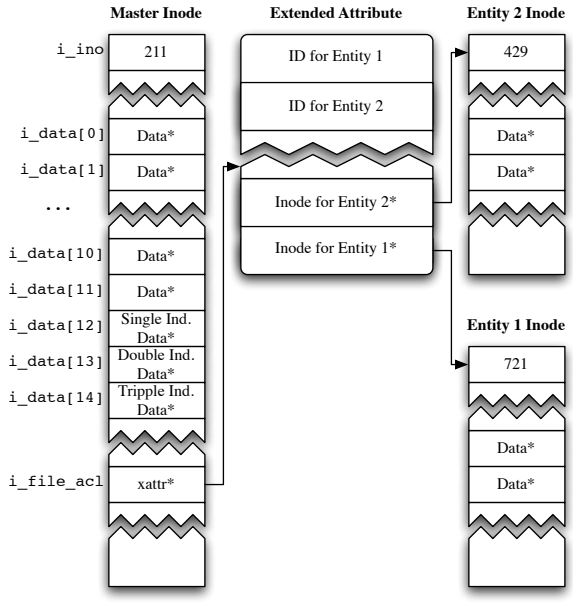 Master Inode
Extended Attribute
Entity 2 Inode
i_ino
211
ID for Entity 1
429
ID for Entity 2
i_data[0]
Data*
Data*
i_data[1]
Data*
Data*
...
Inode for Entity 2*
i_data[10]
Data*
Inode for Entity 1*
i_data[11]
Data*
i_data[12]
Single Ind.
Data*
Entity 1 Inode
i_data[13]
Double Ind.
Data*
721
i_data[14]
Tripple Ind.
Data*
Data*
i_file_acl
xattr*
Data*